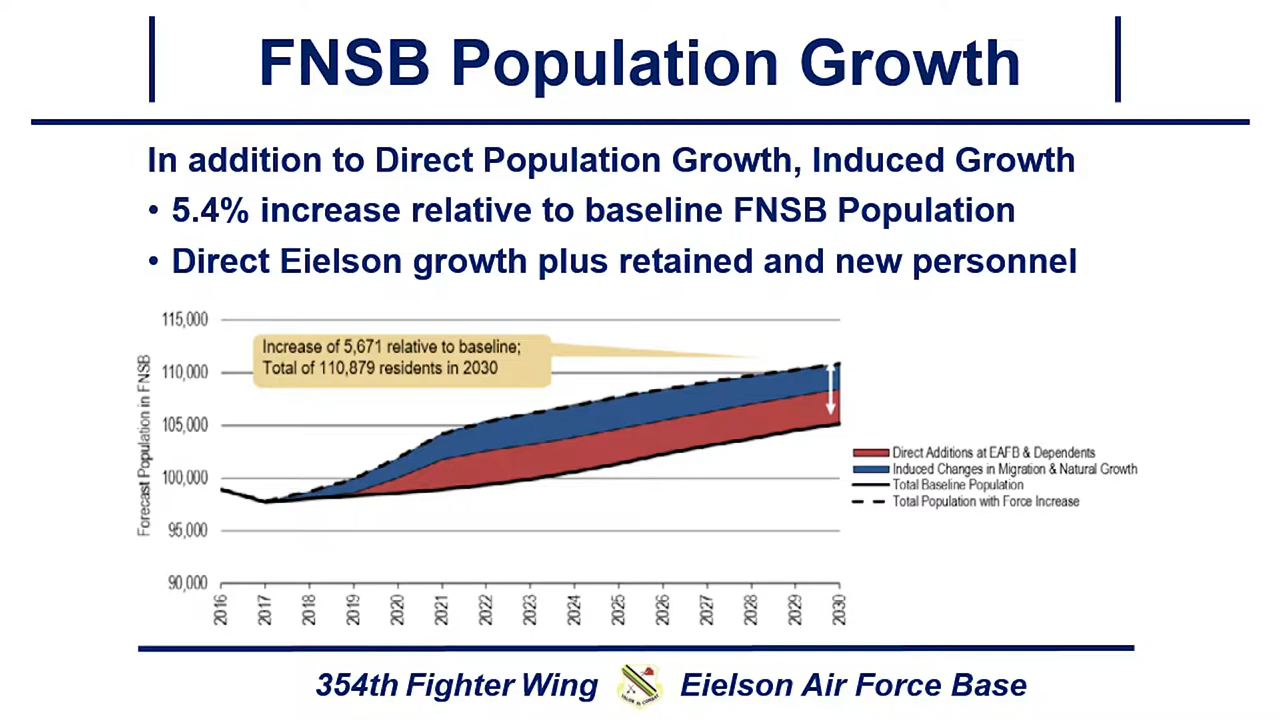 FNSB Population Growth
In addition to Direct Population Growth, Induced Growth
• 5.4% increase relative to baseline FNSB Population
• Direct Eielson growth plus retained and new personnel
Forecast Population in FNSB
115,000
110,000
105,000
100,000
95,000
90,000
Increase of 5,671 relative to baseline;
Total of 110,879 residents in 2030
2016
2017
2018
2019
2020
2021
2022
2023
2024
2025
2026
2027
2028
2029
2030
Direct Additions at EAFB & Dependents
Induced Changes in Migration & Natural Growth
Total Baseline Population
Total Population with Force Increase
354th Fighter Wing
Eielson Air Force Base